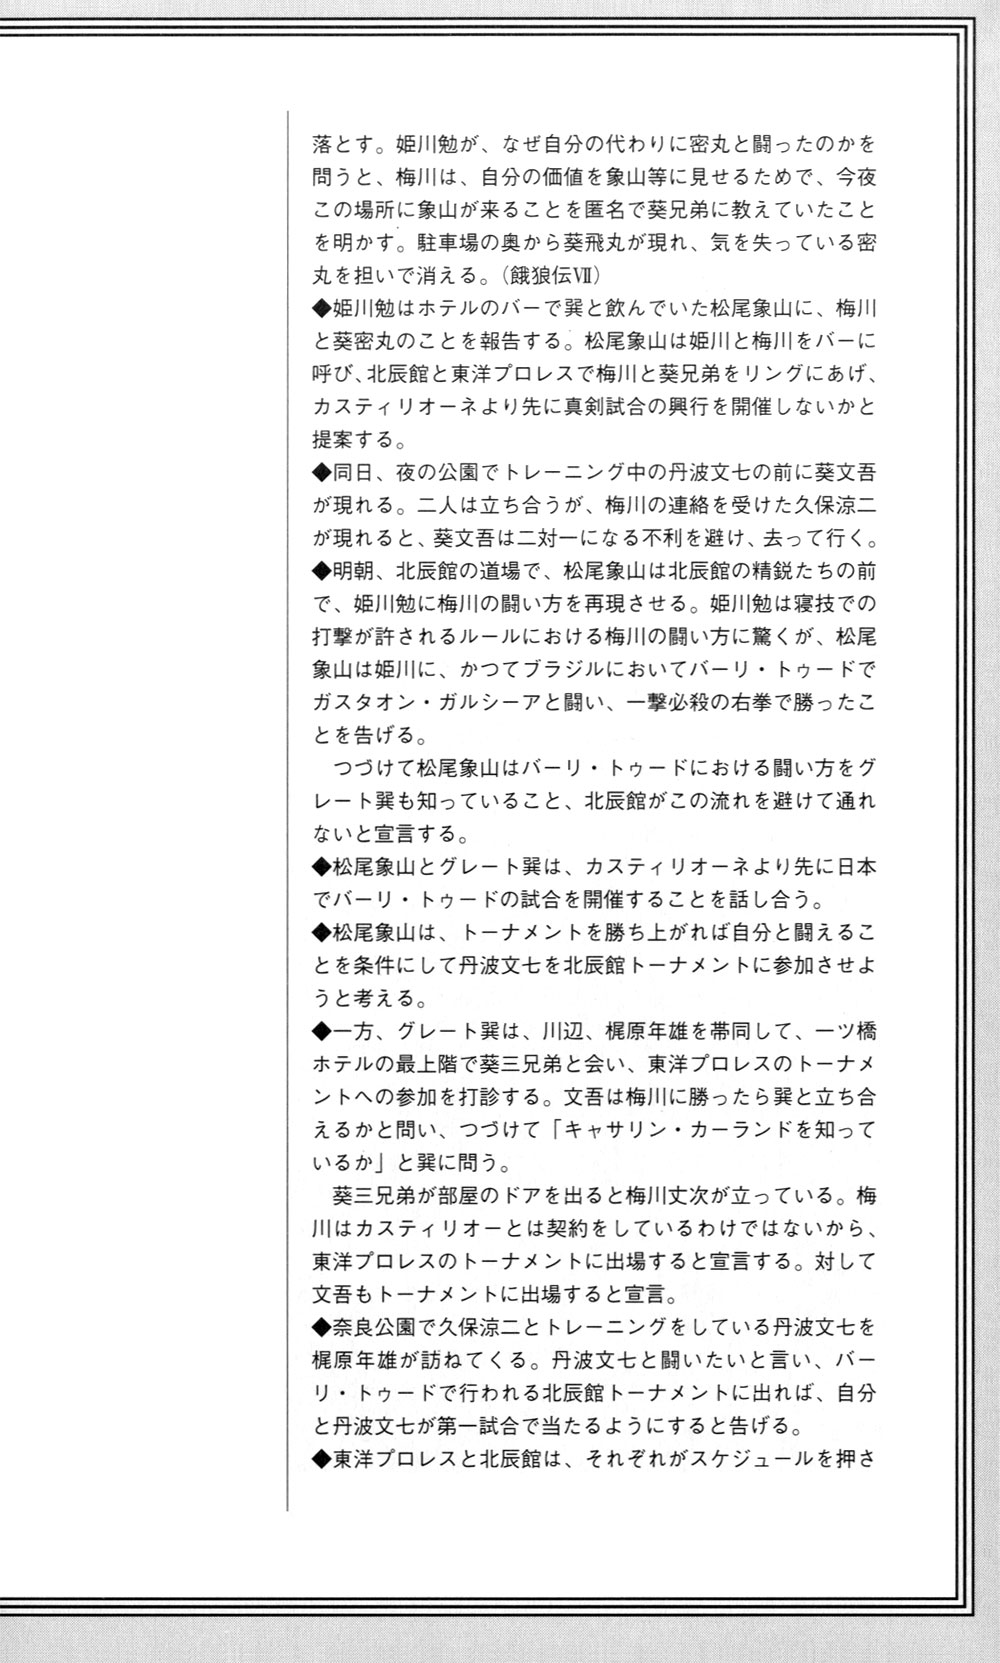 落とす。姫川勉が、なぜ自分の代わりに密丸と闘ったのかを
問うと、梅川は、自分の価値を象山等に見せるためで、今夜
この場所に象山が来ることを匿名で葵兄弟に教えていたこと
を明かす。駐車場の奥から葵飛丸が現れ、気を失っている密
丸を担いで消える。（餓狼伝Ⅶ）
◆姫川勉はホテルのバーで巽と飲んでいた松尾象山に、梅川
と葵密丸のことを報告する。松尾象山は姫川と梅川をバーに
呼び、北辰館と東洋プロレスで梅川と葵兄弟をリングにあげ、
カスティリオーネより先に真剣試合の興行を開催しないかと
提案する。
◆同日、夜の公園でトレーニング中の丹波文七の前に葵文吾
が現れる。二人は立ち合うが、梅川の連絡を受けた久保涼二
が現れると、葵文吾は二対一になる不利を避け、去って行く。
◆明朝、北辰館の道場で、松尾象山は北辰館の精鋭たちの前
で、姫川勉に梅川の闘い方を再現させる。姫川勉は寝技での
打撃が許されるルールにおける梅川の闘い方に驚くが、松尾
象山は姫川に、かつてブラジルにおいてバーリ・トゥードで
ガスタオン・ガルシーアと闘い、一撃必殺の右拳で勝ったこ
とを告げる。
　つづけて松尾象山はバーリ・トゥードにおける闘い方をグ
レート巽も知っていること、北辰館がこの流れを避けて通れ
ないと宣言する。
◆松尾象山とグレート巽は、カスティリオーネより先に日本
でバーリ・トゥードの試合を開催することを話し合う。
◆松尾象山は、トーナメントを勝ち上がれば自分と闘えるこ
とを条件にして丹波文七を北辰館トーナメントに参加させよ
うと考える。
◆一方、グレート巽は、川辺、梶原年雄を帯同して、一ツ橋
ホテルの最上階で葵三兄弟と会い、東洋プロレスのトーナメ
ントへの参加を打診する。文吾は梅川に勝ったら巽と立ち合
えるかと問い、つづけて「キャサリン・カーランドを知って
いるか」と巽に問う。
　葵三兄弟が部屋のドアを出ると梅川丈次が立っている。梅
川はカスティリオーとは契約をしているわけではないから、
東洋プロレスのトーナメントに出場すると宣言する。対して
文吾もトーナメントに出場すると宣言。
◆奈良公園で久保涼二とトレーニングをしている丹波文七を
梶原年雄が訪ねてくる。丹波文七と闘いたいと言い、バー
リ・トゥードで行われる北辰館トーナメントに出れば、自分
と丹波文七が第一試合で当たるようにすると告げる。
◆東洋プロレスと北辰館は、それぞれがスケジュールを押さ